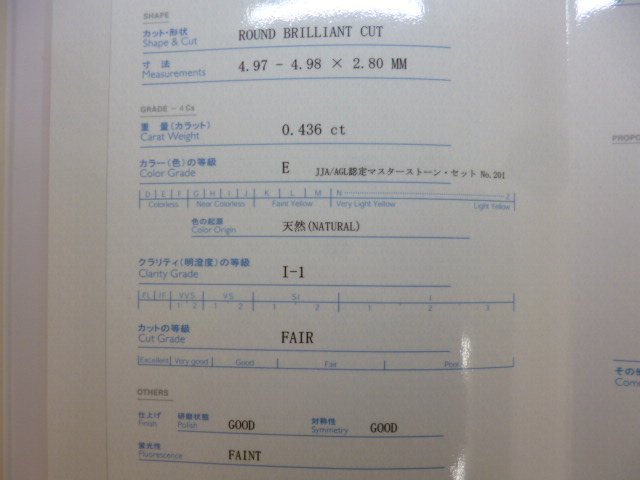 SHAPE
カット・形状 ROUND BRILLIANT CUT
Shape & Cut
寸 法 4.97 - 4.98 × 2.80 MM
Measurements
GRADE - 4Cs
重 量(カラット) 0.436 ct
Carat Weight
PROPO
カラー(色)の等級 E JJA/AGL認定マスターストーン・セット No.201
Color Grade
D E F G H I J K L M N Z
Colorless Near Colorless Faint Yellow Very Light Yellow Light Yellow
色の起源 天然(NATURAL)
Color Origin
クラリティ(明澄度)の等級 I-1
Clarity Grade
FL IF VVS VS SI I
1 2 1 2 1 2 1 2 3
カットの等級 FAIR
Cut Grade
Excellent Very good Good Fair Poor
その他
Com
OTHERS
仕上げ 研磨状態 GOOD 対称性 GOOD
Finish Polish Symmetry
蛍光性 FAINT
Fluorescence